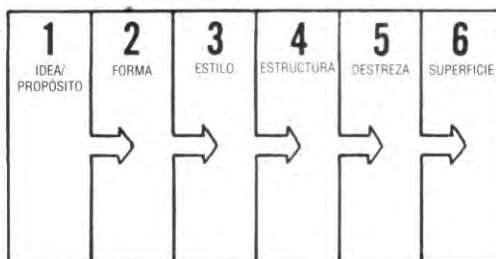 1 2 3 4 5 6
IDEA/ FORMA ESTILO ESTRUCTURA DESTREZA SUPERFICIE
PROPÓSITO